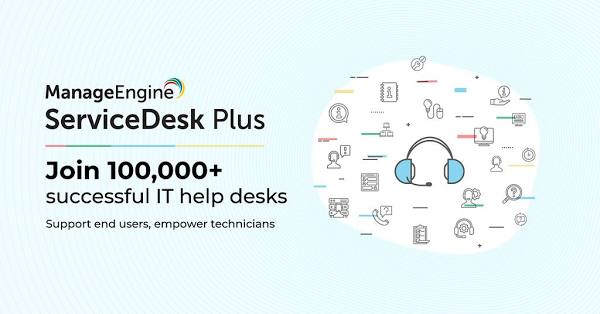 ManageEngine
ServiceDesk Plus
Join 100,000+
successful IT help desks
Support end users, empower technicians